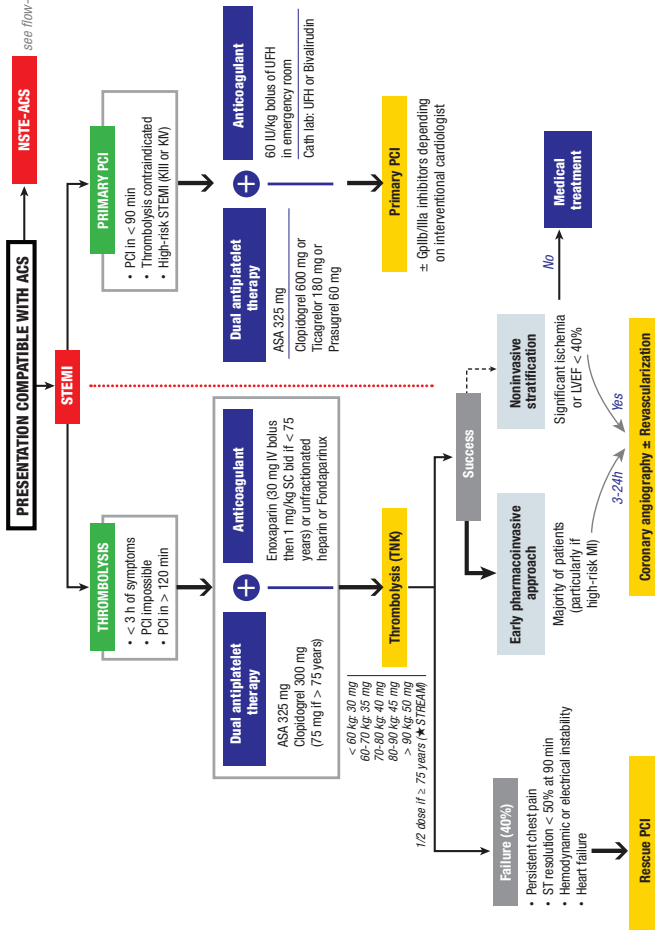 PRESENTATION COMPATIBLE WITH ACS
NSTE-ACS
see flow-
STEMI
THROMBOLYSIS
• < 3 h of symptoms
• PCI impossible
• PCI in > 120 min
Dual antiplatelet
therapy
ASA 325 mg
Clopidogrel 300 mg
(75 mg if > 75 years)
+
Anticoagulant
Enoxaparin (30 mg IV bolus
then 1 mg/kg SC bid if < 75
years) or unfractionated
heparin or Fondaparinux
Thrombolysis (TNK)
< 60 kg: 30 mg
60-70 kg: 35 mg
70-80 kg: 40 mg
80-90 kg: 45 mg
> 90 kg: 50 mg
1/2 dose if ≥ 75 years (★ STREAM)
PRIMARY PCI
• PCI in < 90 min
• Thrombolysis contraindicated
• High-risk STEMI (KIII or KIV)
Dual antiplatelet
therapy
ASA 325 mg
Clopidogrel 600 mg or
Ticagrelor 180 mg or
Prasugrel 60 mg
+
Anticoagulant
60 IU/kg bolus of UFH
in emergency room
Cath lab: UFH or Bivalirudin
Primary PCI
± GpIIb/IIIa inhibitors depending
on interventional cardiologist
Failure (40%)
• Persistent chest pain
• ST resolution < 50% at 90 min
• Hemodynamic or electrical instability
• Heart failure
Rescue PCI
Success
Early pharmacoinvasive
approach
Majority of patients
(particularly if
high-risk MI)
3-24h
Noninvasive
stratification
Significant ischemia
or LVEF < 40%
Yes
No
Medical
treatment
Coronary angiography ± Revascularization